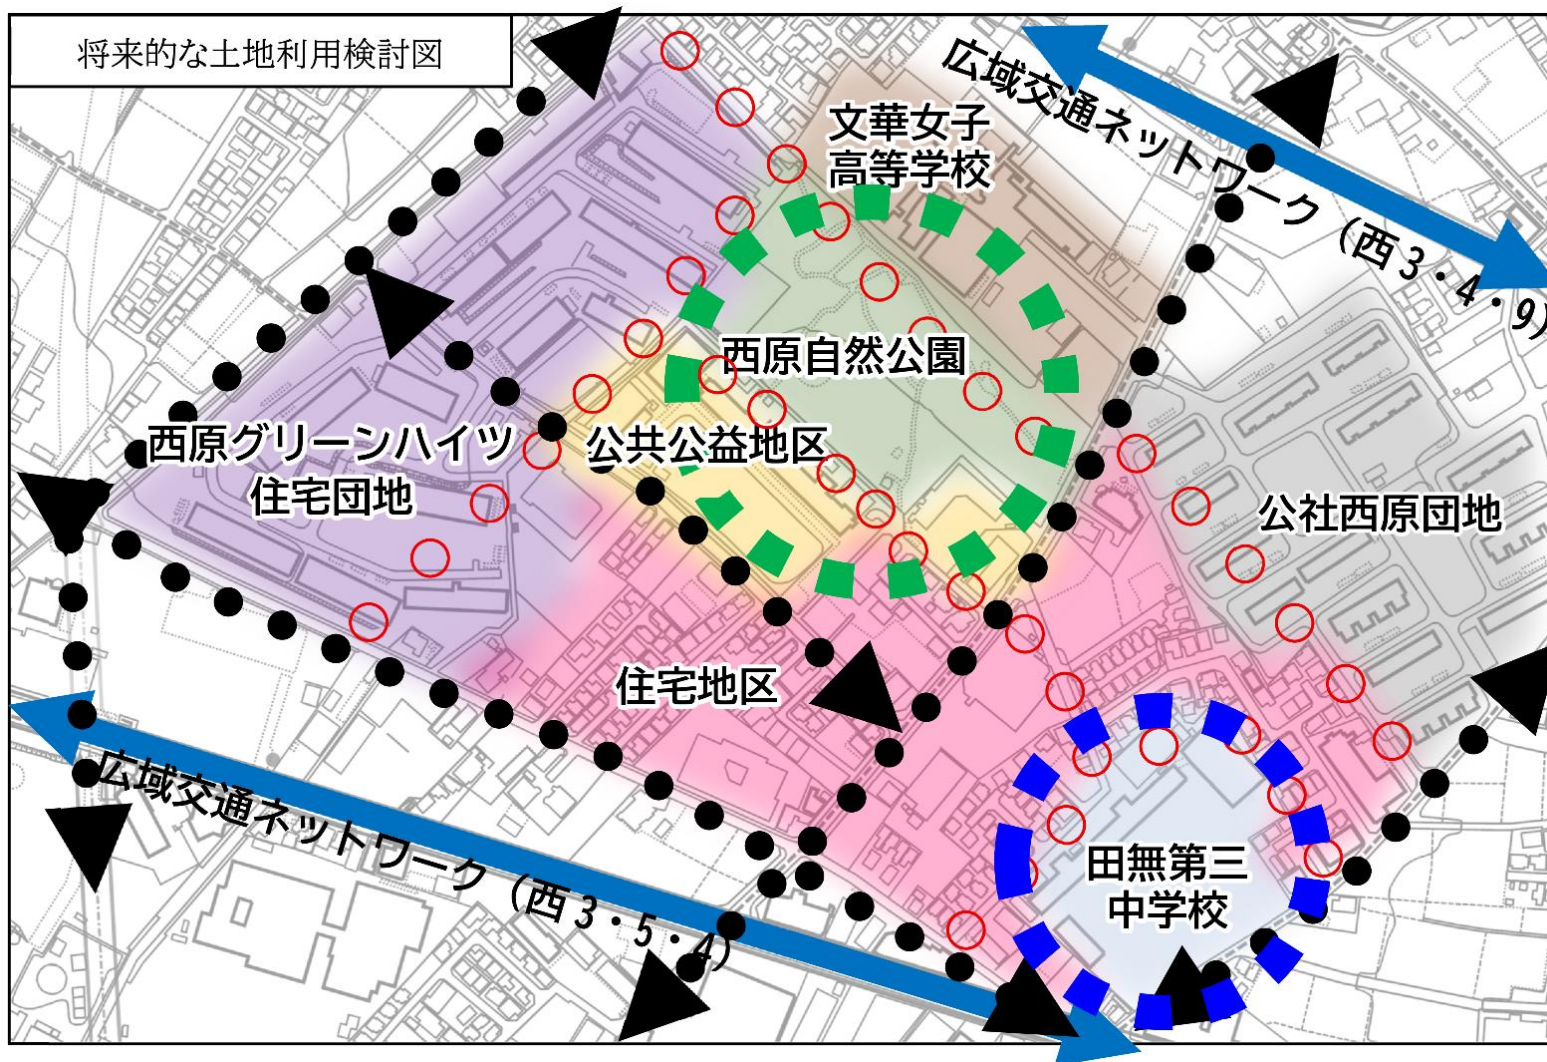 将来的な土地利用検討図
広域交通ネットワーク（西３・４・９）
文華女子
高等学校
西原自然公園
西原グリーンハイツ
住宅団地
公共公益地区
公社西原団地
住宅地区
広域交通ネットワーク（西３・５・４）
田無第三
中学校